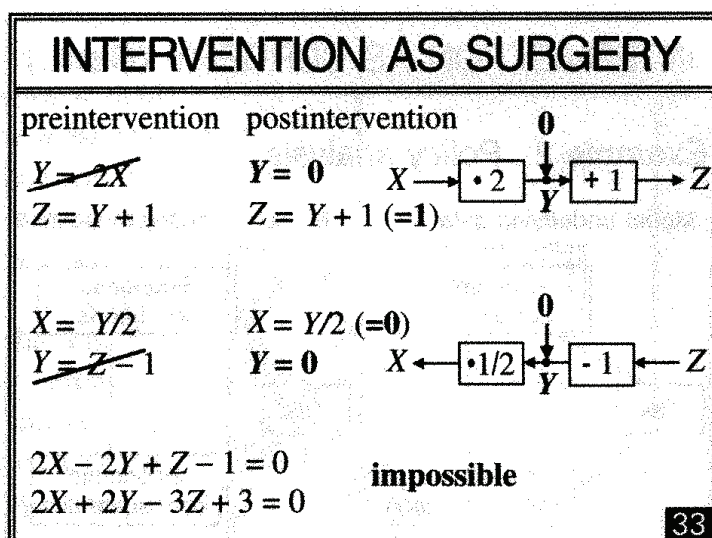 INTERVENTION AS SURGERY
preintervention postintervention 0
Y = 2X Y = 0 X • 2 Y + 1 Z
Z = Y + 1 Z = Y + 1 (=1)
X = Y/2 X = Y/2 (=0) 0
Y = Z – 1 Y = 0 X •1/2 Y - 1 Z
2X – 2Y + Z – 1 = 0
2X + 2Y – 3Z + 3 = 0 impossible
33